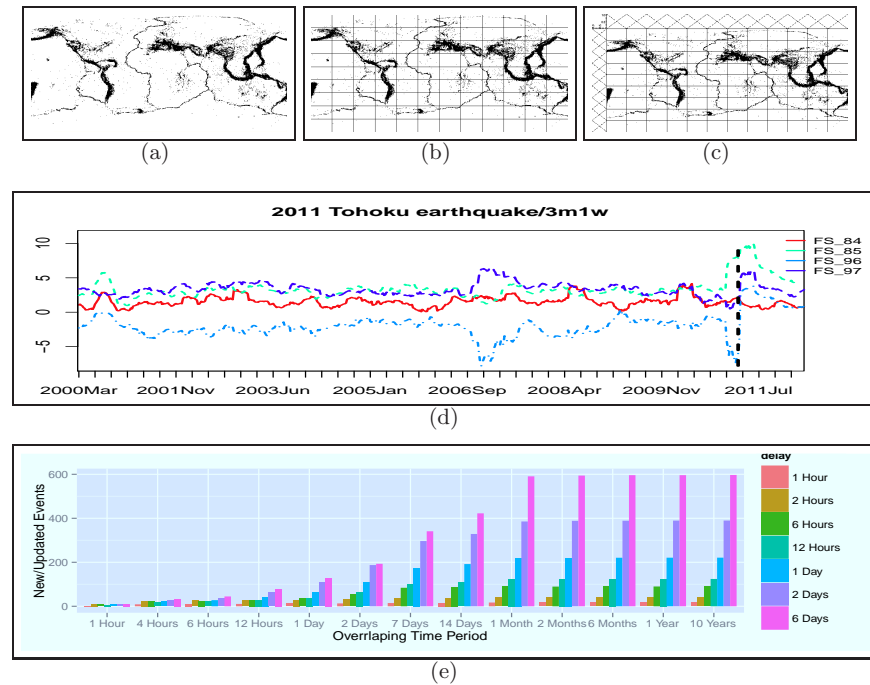 (a)
(b)
(c)
2011 Tohoku earthquake/3m1w
10
5
0
−5
FS_84
FS_85
FS_96
FS_97
2000Mar 2001Nov 2003Jun 2005Jan 2006Sep 2008Apr 2009Nov 2011Jul
(d)
delay
1 Hour
2 Hours
6 Hours
12 Hours
1 Day
2 Days
6 Days
New/Updated Events
600
400
200
0
1 Hour 4 Hours 6 Hours 12 Hours 1 Day 2 Days 7 Days 14 Days 1 Month 2 Months 6 Months 1 Year 10 Years
Overlaping Time Period
(e)